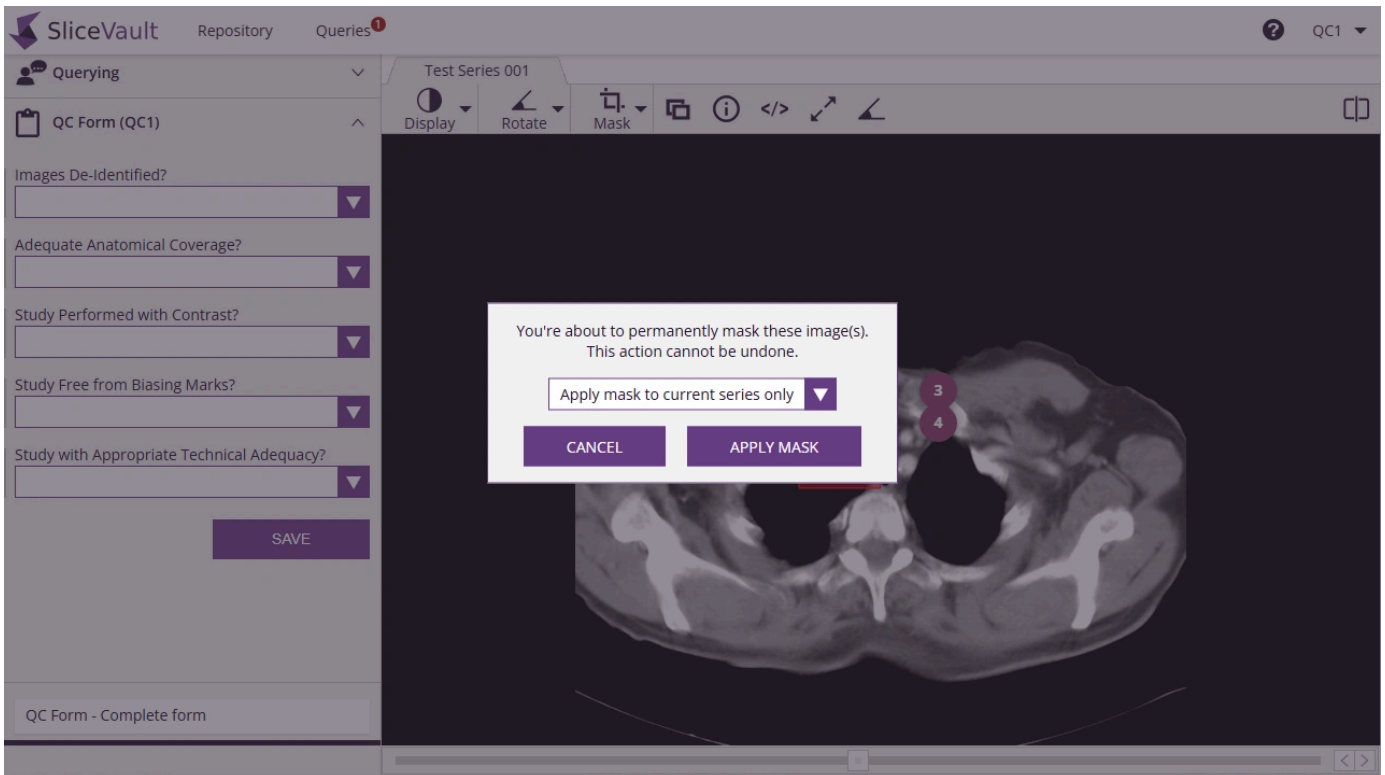 SliceVault
Repository
Queries
1
QC1
Querying
QC Form (QC1)
Images De-Identified?
Adequate Anatomical Coverage?
Study Performed with Contrast?
Study Free from Biasing Marks?
Study with Appropriate Technical Adequacy?
SAVE
QC Form - Complete form
Test Series 001
Display
Rotate
Mask
</>
You're about to permanently mask these image(s).
This action cannot be undone.
Apply mask to current series only
CANCEL
APPLY MASK
3
4